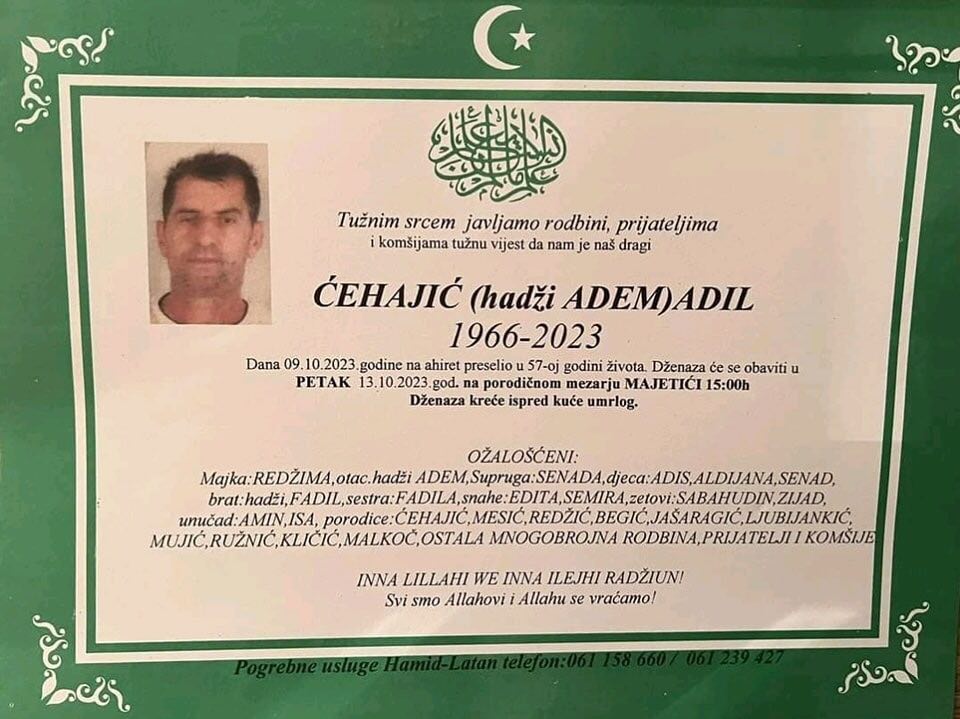 Tužnim srcem javljamo rodbini, prijateljima
i komšijama tužnu vijest da nam je naš dragi
ĆEHAJIĆ (hadži ADEM)ADIL
1966-2023
Dana 09.10.2023.godine na ahiret preselio u 57-oj godini života. Dženaza će se obaviti u
PETAK 13.10.2023.god. na porodičnom mezarju MAJETIĆI 15:00h
Dženaza kreće ispred kuće umrlog.
OŽALOŠĆENI:
Majka:REDŽIMA,otac.hadži ADEM,Supruga:SENADA,djeca:ADIS,ALDIJANA,SENAD,
brat:hadži,FADIL,sestra:FADILA,snahe:EDITA,SEMIRA,zetovi:SABAHUDIN,ZIJAD,
unučad:AMIN,ISA, porodice:ĆEHAJIĆ,MESIĆ,REDŽIĆ,BEGIĆ,JAŠARAGIĆ,LJUBIJANKIĆ,
MUJIĆ,RUŽNIĆ,KLIČIĆ,MALKOČ,OSTALA MNOGOBROJNA RODBINA,PRIJATELJI I KOMŠIJE
INNA LILLAHI WE INNA ILEJHI RADŽIUN!
Svi smo Allahovi i Allahu se vraćamo!
Pogrebne usluge Hamid-Latan telefon:061 158 660 / 061 239 427